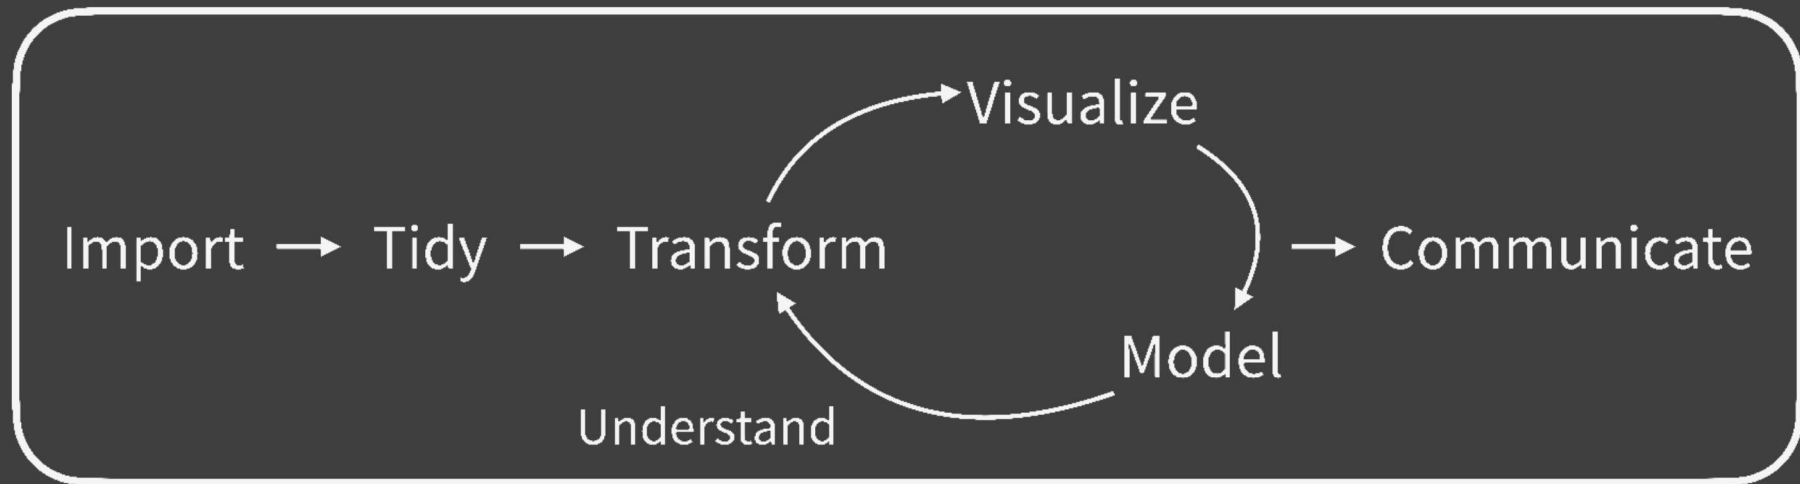 Visualize
Import → Tidy → Transform → Communicate
Model
Understand